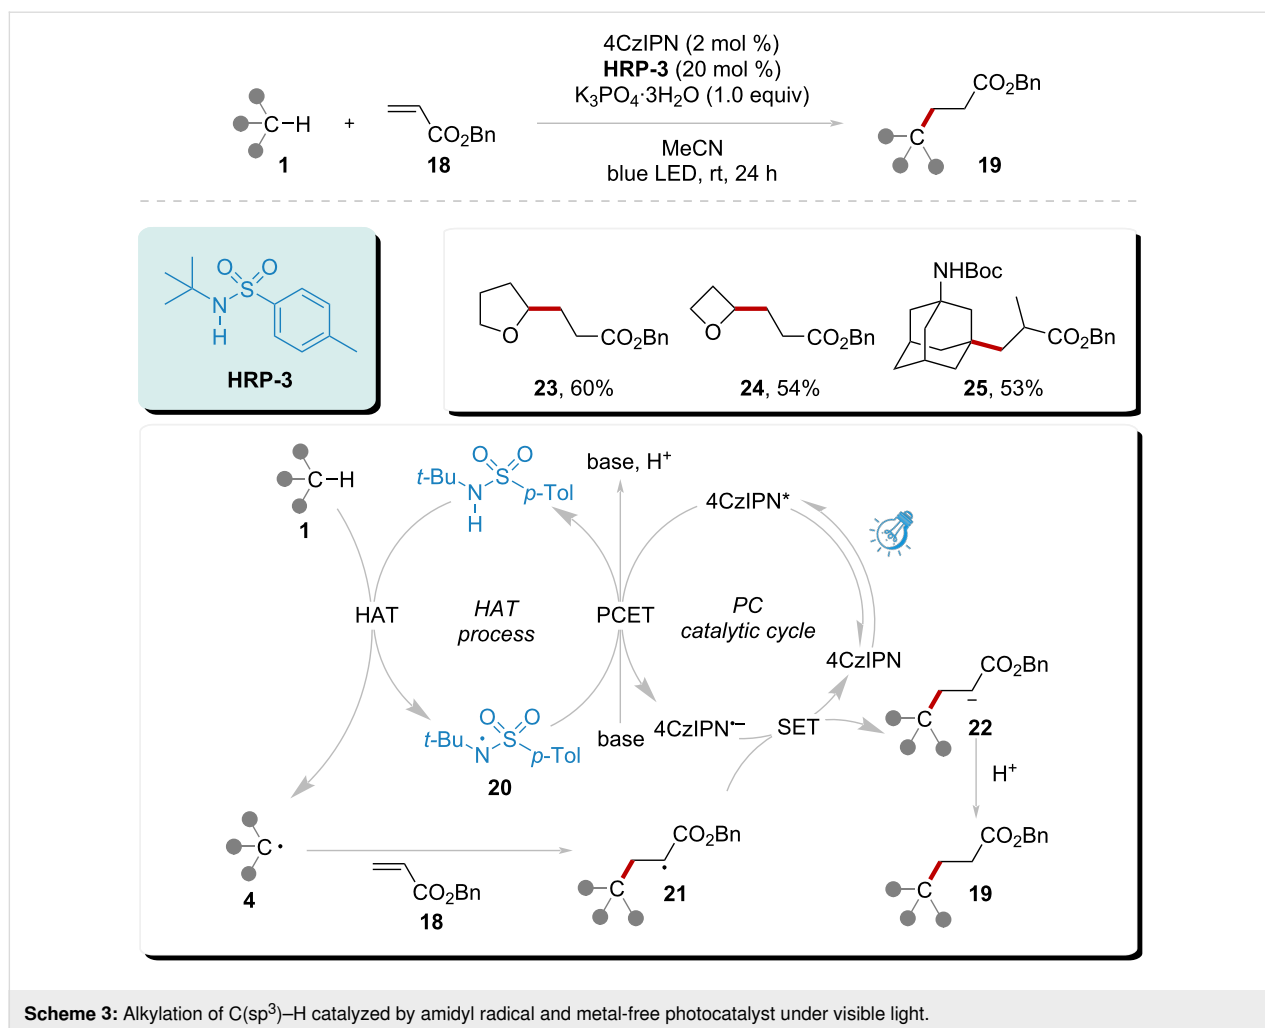 4CzIPN (2 mol %)
HRP-3 (20 mol %)
K3PO4·3H2O (1.0 equiv)
C–H
+
CO2Bn
MeCN
blue LED, rt, 24 h
CO2Bn
C
1
18
19
O O
S
N
H
HRP-3
O
CO2Bn
23, 60%
O
CO2Bn
24, 54%
NHBoc
CO2Bn
25, 53%
C–H
1
t-Bu
O O
S
N
H
p-Tol
base, H+
4CzIPN*
HAT
HAT
process
PCET
PC
catalytic cycle
4CzIPN
t-Bu
O O
S
N·
p-Tol
20
base
4CzIPN•–
SET
CO2Bn
–
C
22
H+
C·
4
CO2Bn
18
CO2Bn
·
C
21
CO2Bn
C
19
Scheme 3: Alkylation of C(sp3)–H catalyzed by amidyl radical and metal-free photocatalyst under visible light.